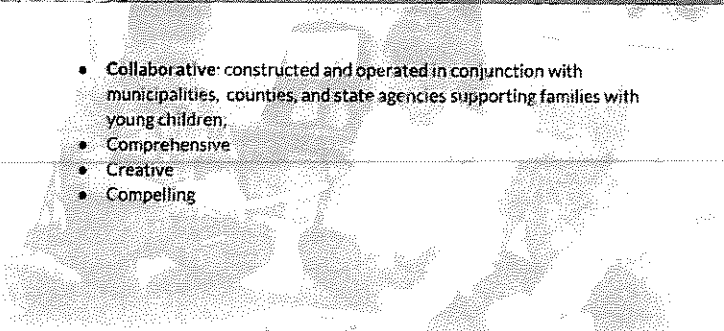 • Collaborative: constructed and operated in conjunction with
municipalities, counties, and state agencies supporting families with
young children;
• Comprehensive
• Creative
• Compelling